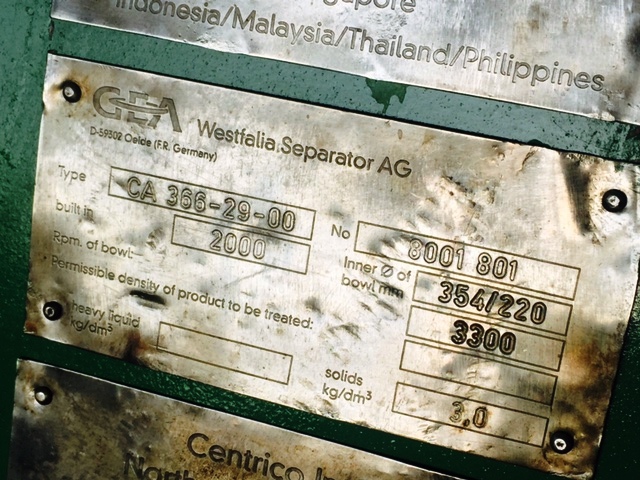 Singapore
Indonesia/Malaysia/Thailand/Philippines
GEA Westfalia Separator AG
D-59302 Oelde (F.R. Germany)
Type CA 366-29-00 No 8001 801
built in 2000 Inner Ø of bowl mm 354/220
Rpm. of bowl: 3300
Permissible density of product to be treated:
heavy liquid kg/dm³
solids kg/dm³ 3.0
Centrico
North